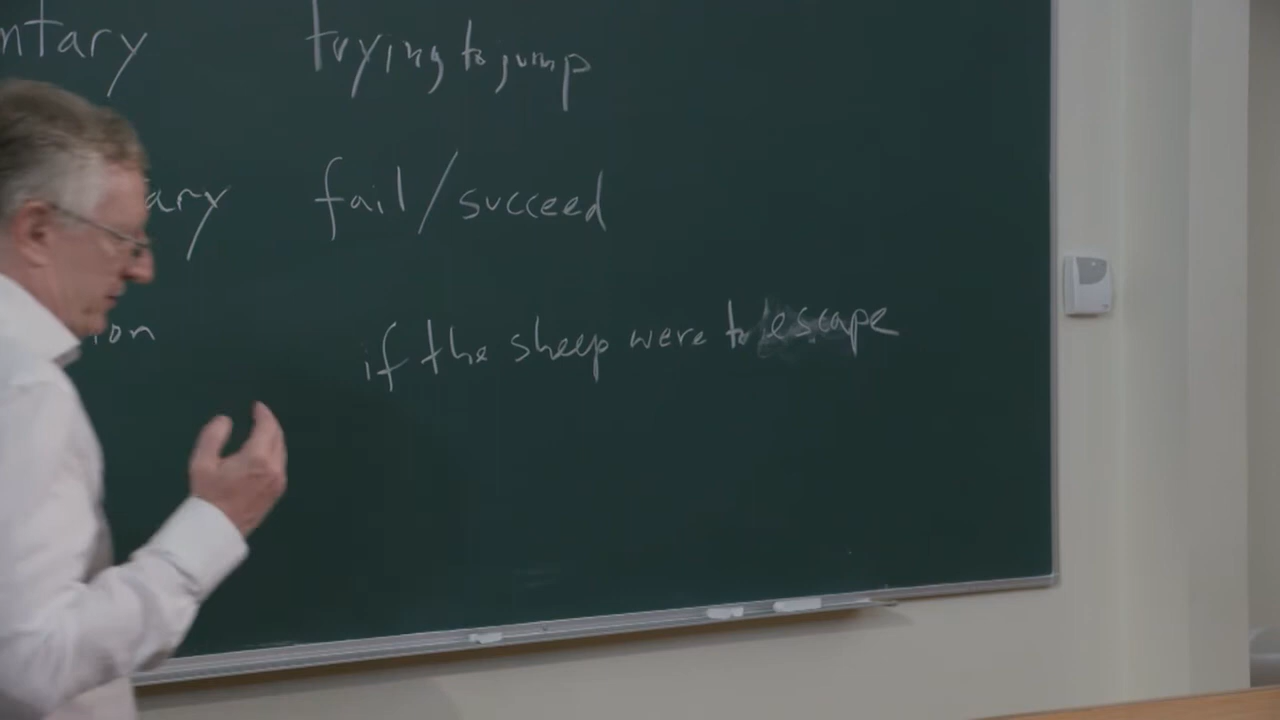 ntary trying to jump
ary fail/succeed
ion if the sheep were to escape